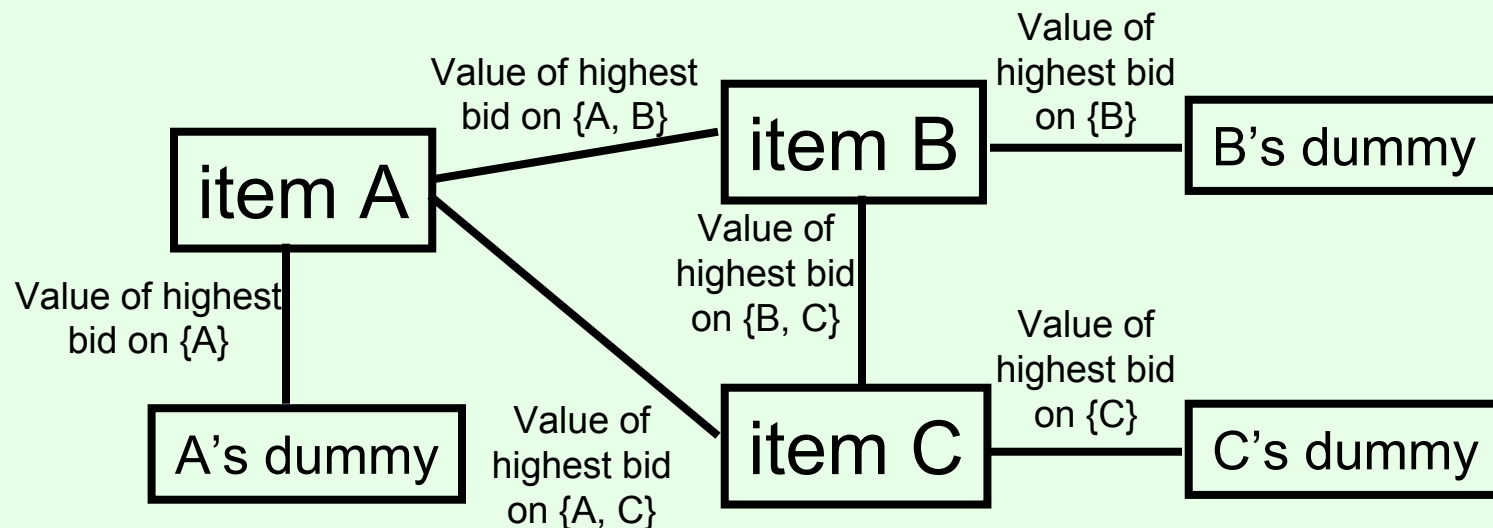 Value of highest
bid on {A, B}
Value of
highest bid
on {B}
item A
item B
B’s dummy
Value of highest
bid on {A}
Value of
highest bid
on {B, C}
Value of
highest bid
on {C}
A’s dummy
Value of
highest bid
on {A, C}
item C
C’s dummy